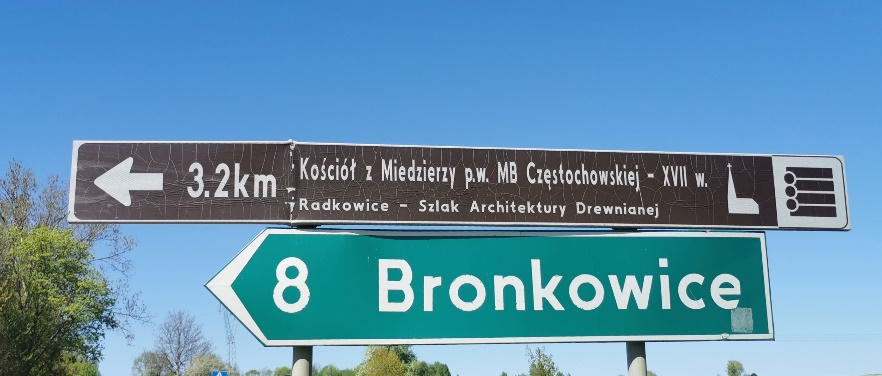 3.2km
Kościół z Miedzierzy p.w. MB Częstochowskiej - XVII w.
Radkowice - Szlak Architektury Drewnianej
8 Bronkowice